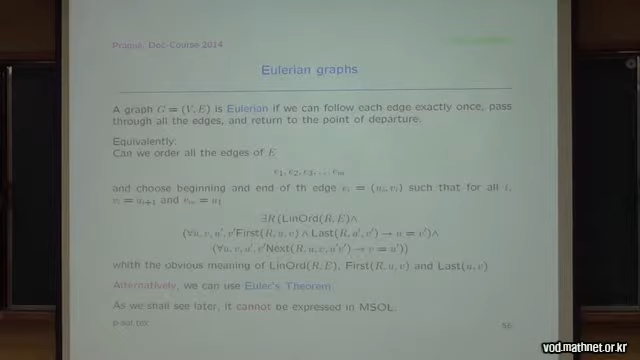 Prague, Dec-Course 2014
Eulerian graphs
A graph G = (V, E) is Eulerian if we can follow each edge exactly once, pass
through all the edges, and return to the point of departure.
Equivalently:
Can we order all the edges of E
e₁, e₂, e₃, . . . eₘ
and choose beginning and end of th edge eᵢ = (uᵢ, vᵢ) such that for all i,
vᵢ = uᵢ₊₁ and vₘ = u₁
∃R (LinOrd(R, E)∧
(∀u, v, u', v'First(R, u, v) ∧ Last(R, u', v') → u = v')∧
(∀u, v, u', v'Next(R, u, v, u'v') → v = u'))
whith the obvious meaning of LinOrd(R, E), First(R, u, v) and Last(u, v)
Alternatively, we can use Euler's Theorem.
As we shall see later, it cannot be expressed in MSOL.
vod.mathnet.or.kr